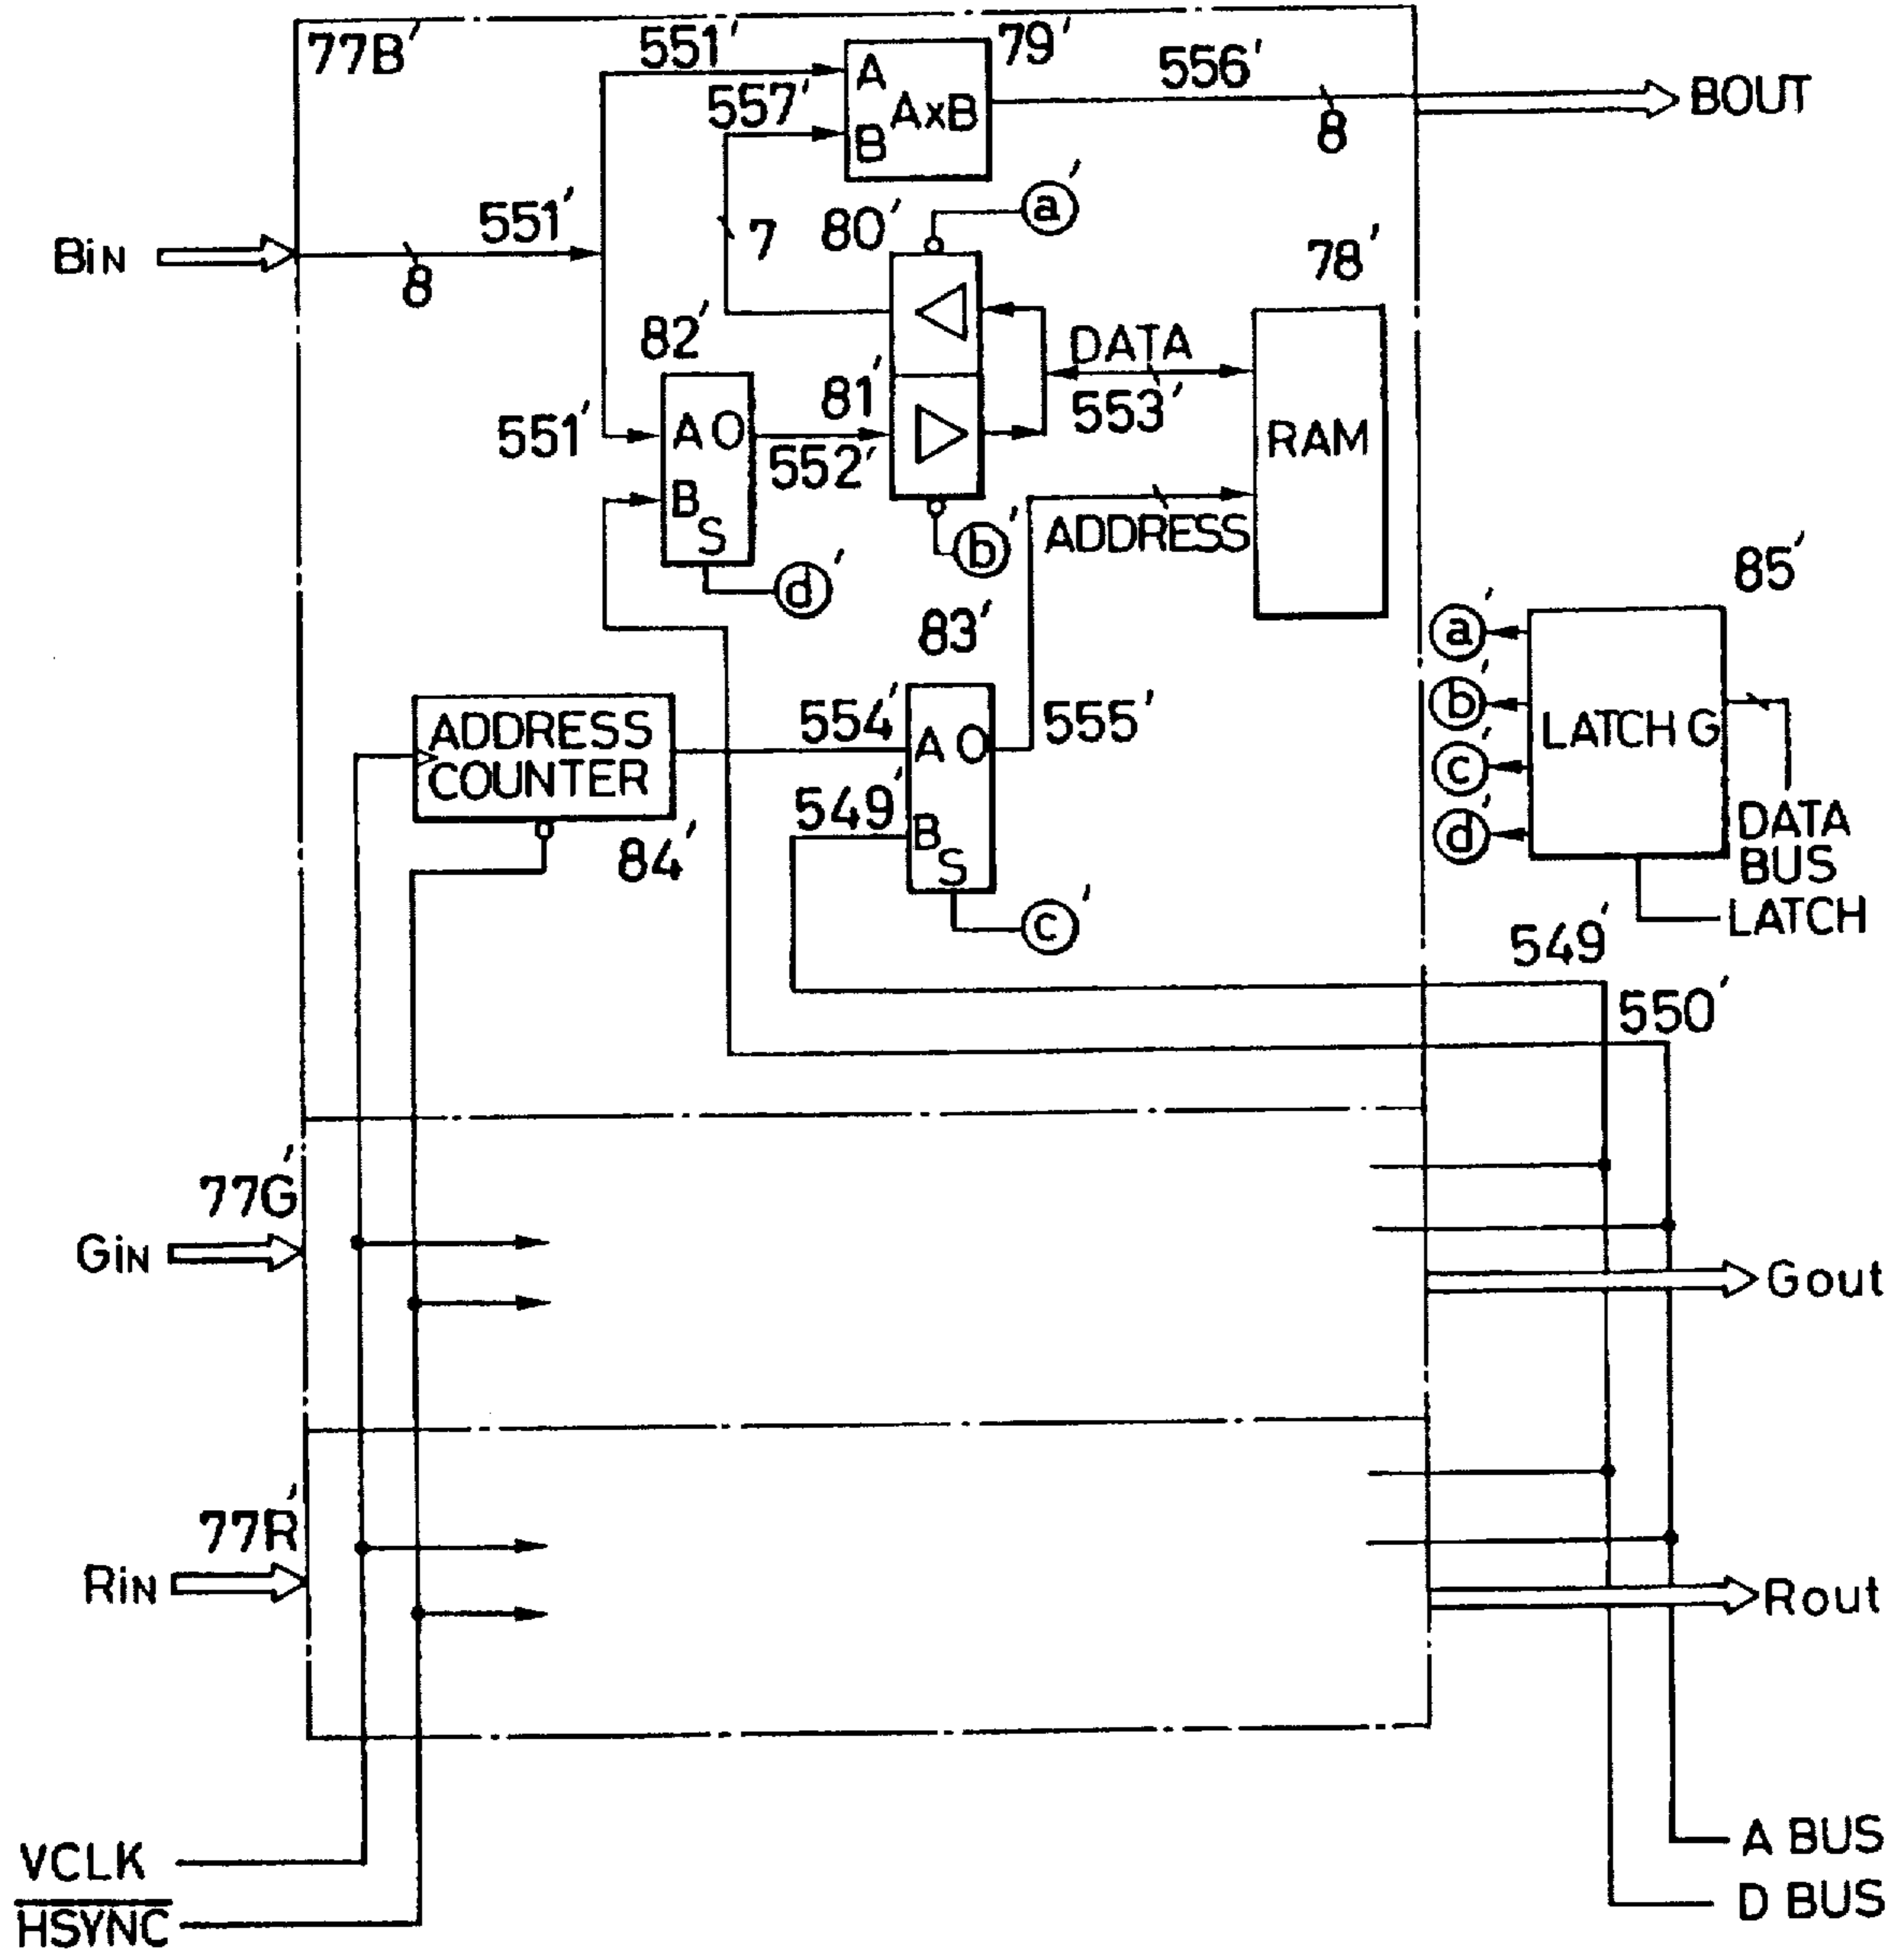 77B'
551'
79'
A
AxB
B
556'
8
BOUT
557'
BiN
8
551'
7
80'
a'
78'
82'
551'
A O
B
S
d'
81'
552'
b'
DATA
553'
RAM
ADDRESS
83'
85'
a'
b'
c'
d'
LATCH G
DATA
BUS
LATCH
ADDRESS
COUNTER
84'
554'
549'
A O
B
S
555'
c'
549'
550'
77G'
GiN
Gout
77R'
RiN
Rout
VCLK
HSYNC
A BUS
D BUS